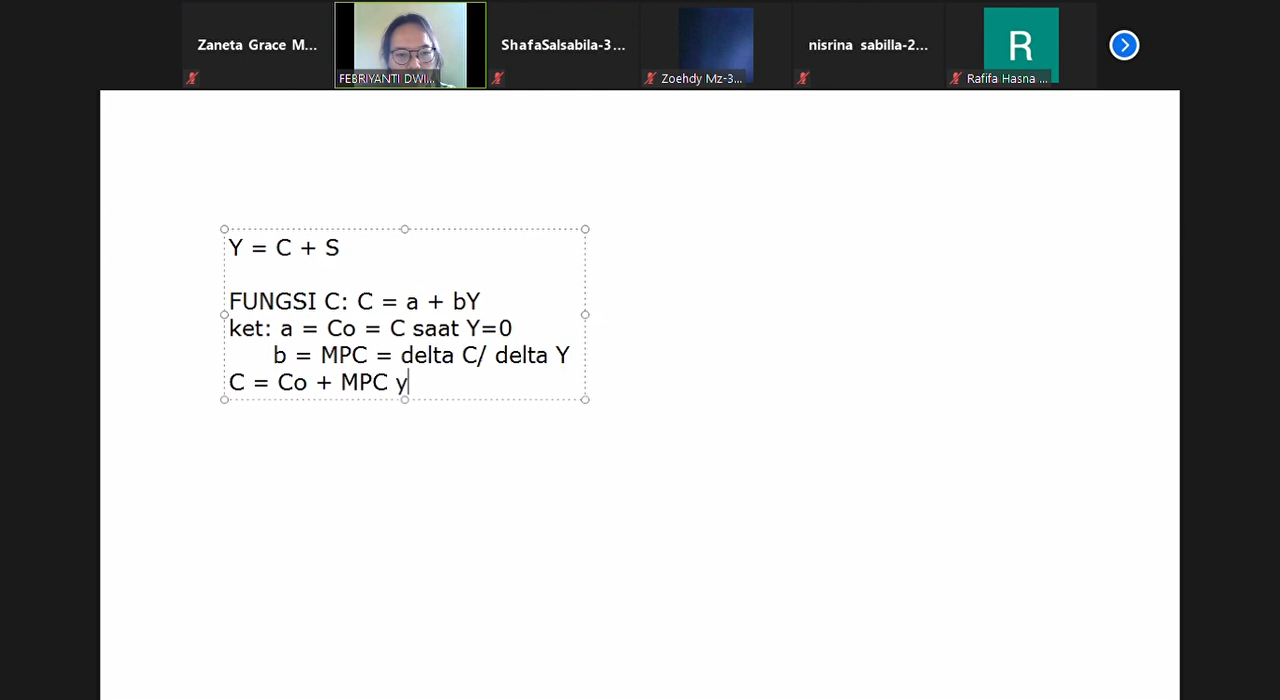 Zaneta Grace M...
FEBRIYANTI DWI...
ShafaSalsabila-3...
Zoehdy Mz-3...
nisrina sabilla-2...
R
Rafifa Hasna ...
Y = C + S
FUNGSI C: C = a + bY
ket: a = Co = C saat Y=0
b = MPC = delta C/ delta Y
C = Co + MPC y